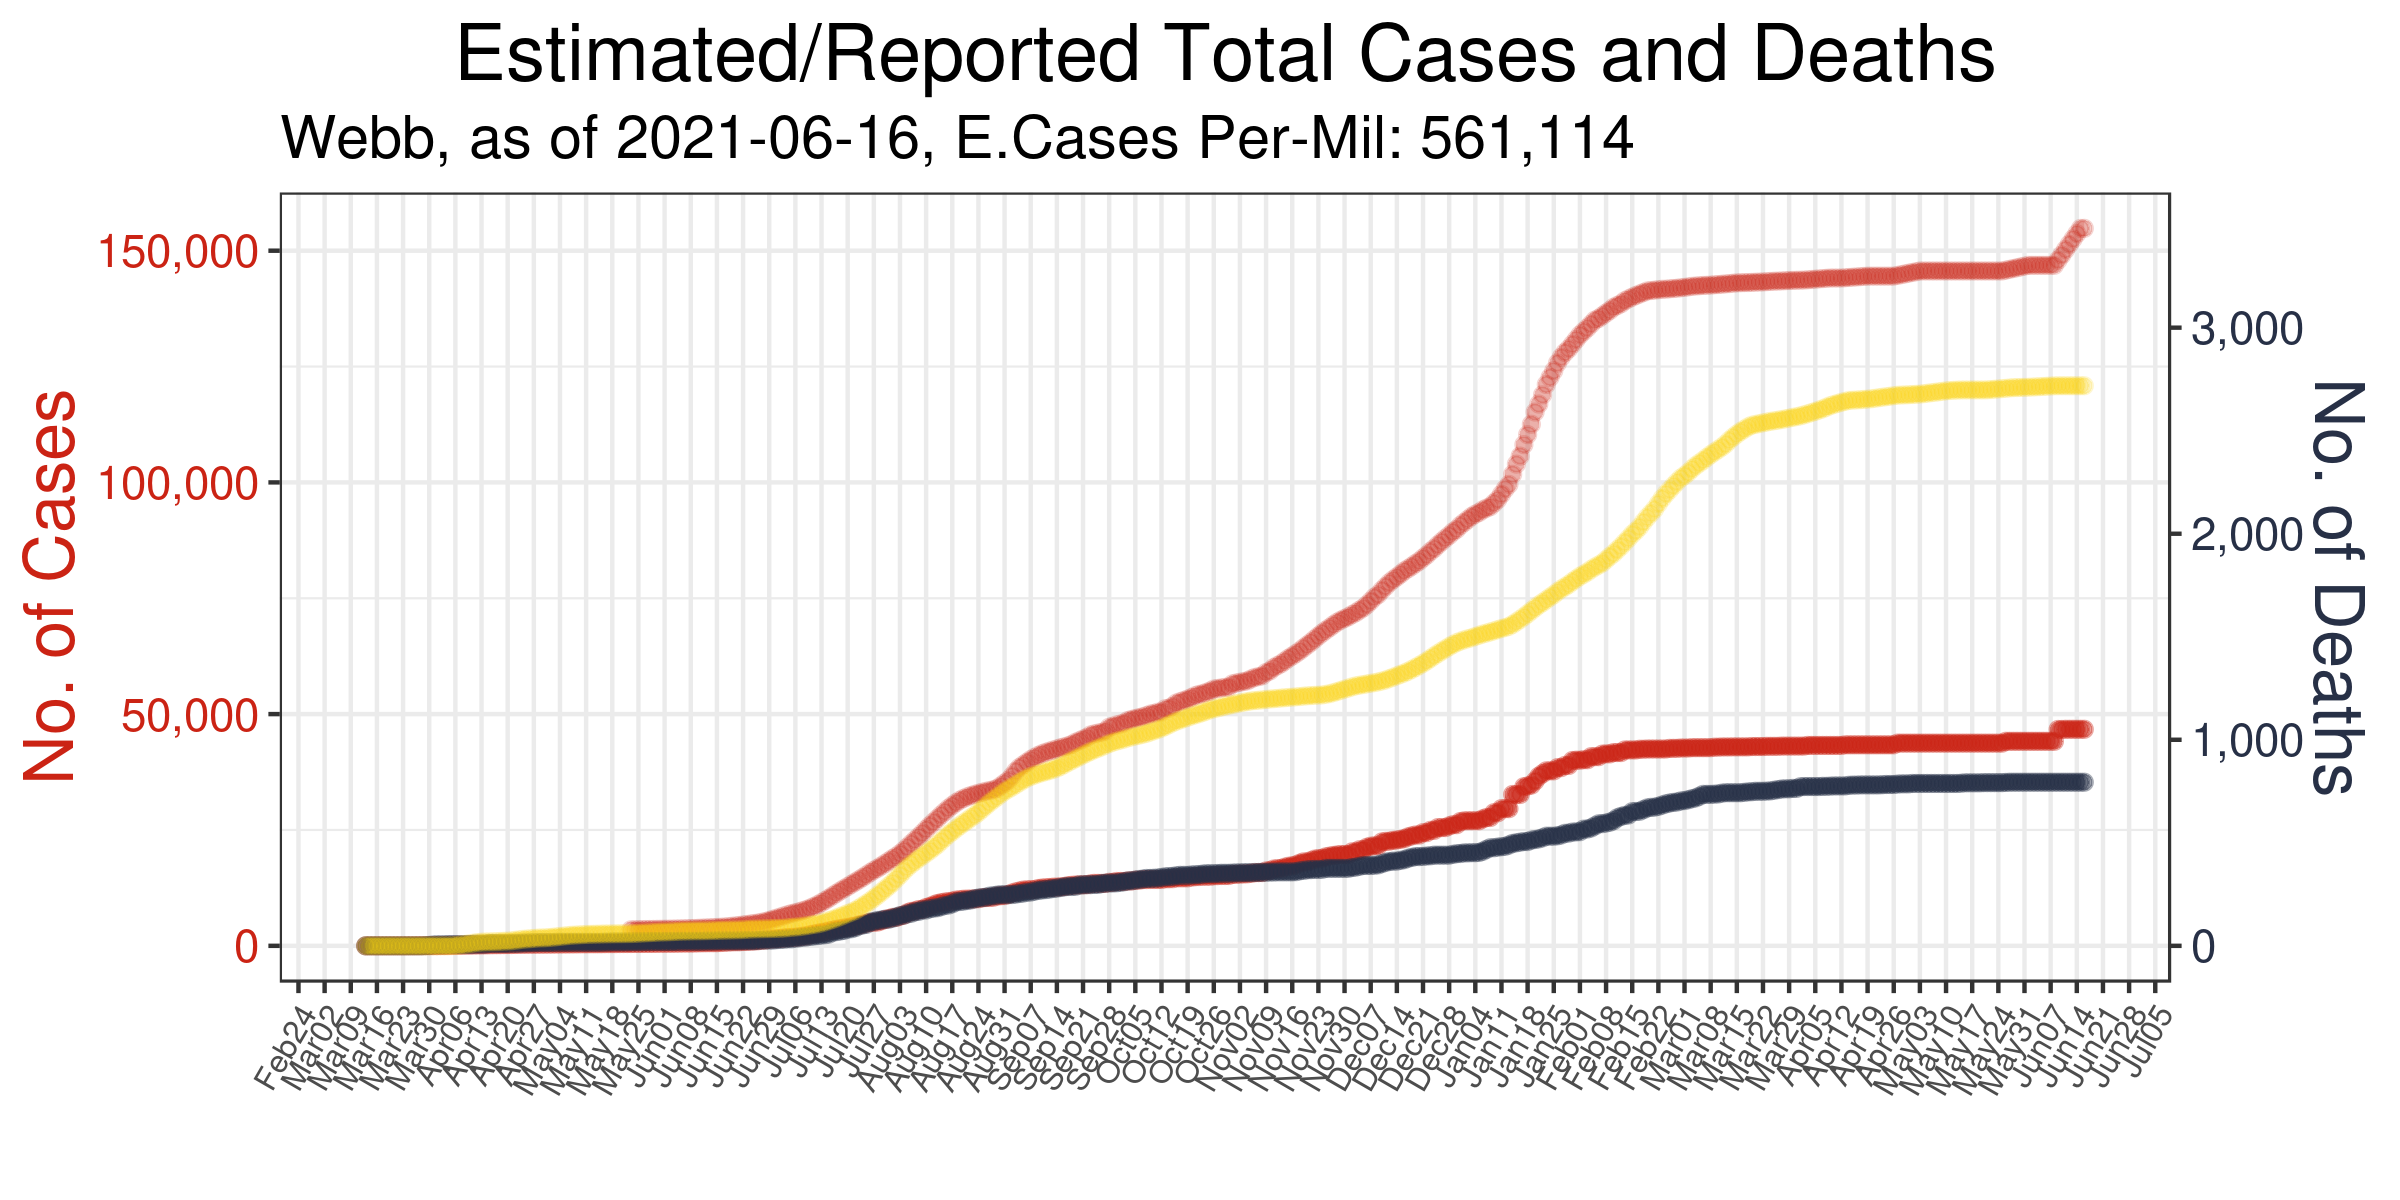 Estimated/Reported Total Cases and Deaths
Webb, as of 2021-06-16, E.Cases Per-Mil: 561,114
No. of Cases
150,000
100,000
50,000
0
3,000
2,000
1,000
0
No. of Deaths
Feb24
Mar02
Mar09
Mar16
Mar23
Mar30
Apr06
Apr13
Apr20
Apr27
May04
May11
May18
May25
Jun01
Jun08
Jun15
Jun22
Jun29
Jul06
Jul13
Jul20
Jul27
Aug03
Aug10
Aug17
Aug24
Aug31
Sep07
Sep14
Sep21
Sep28
Oct05
Oct12
Oct19
Oct26
Nov02
Nov09
Nov16
Nov23
Nov30
Dec07
Dec14
Dec21
Dec28
Jan04
Jan11
Jan18
Jan25
Feb01
Feb08
Feb15
Feb22
Mar01
Mar08
Mar15
Mar22
Mar29
Apr05
Apr12
Apr19
Apr26
May03
May10
May17
May24
May31
Jun07
Jun14
Jun21
Jun28
Jul05